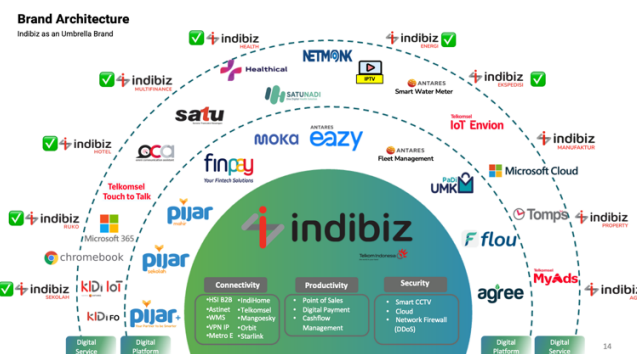 Brand Architecture
Indibiz as an Umbrella Brand
indibiz
HEALTH
NETMONK
indibiz
ENERGI
Healthical
IPTV
indibiz
MULTIFINANCE
ANTARES
Smart Water Meter
indibiz
EKSPEDISI
SATUNADI
satu
Telkomsel
IoT Envion
ANTARES
eazy
MOKA
indibiz
HOTEL
oca
indibiz
MANUFAKTUR
ANTARES
Fleet Management
finpay
Your Fintech Solutions
Microsoft Cloud
PaDi
UMKM
Telkomsel
Touch to Talk
pijar
mahir
Tomps
indibiz
RUKO
indibiz
PROPERTY
Microsoft 365
indibiz
Telkom Indonesia
flou
chromebook
pijar
sekolah
Telkomsel
MyAds
indibiz
SEKOLAH
KiDi IoT
agree
indibiz
AG
KiDi FO
pijar+
Connectivity
•HSI B2B
•Astinet
•WMS
•VPN IP
•Metro E
•IndiHome
•Telkomsel
•Mangoesky
•Orbit
•Starlink
Productivity
• Point of Sales
• Digital Payment
• Cashflow
Management
Security
• Smart CCTV
• Cloud
• Network Firewall
(DDoS)
Digital
Service
Digital
Platform
Digital
Platform
Digital
Service
14